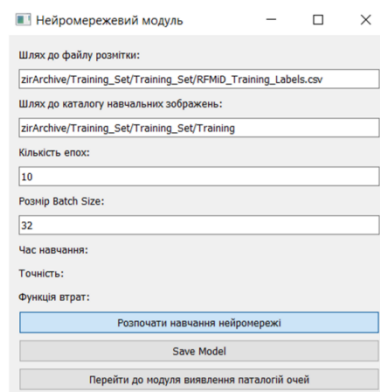 Нейромережевий модуль
Шлях до файлу розмітки:
zirArchive/Training_Set/Training_Set/RFMiD_Training_Labels.csv
Шлях до каталогу навчальних зображень:
zirArchive/Training_Set/Training_Set/Training
Кількість епох:
10
Розмір Batch Size:
32
Час навчання:
Точність:
Функція втрат:
Розпочати навчання нейромережі
Save Model
Перейти до модуля виявлення паталогій очей